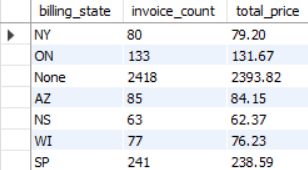 billing_state invoice_count total_price
NY 80 79.20
ON 133 131.67
None 2418 2393.82
AZ 85 84.15
NS 63 62.37
WI 77 76.23
SP 241 238.59